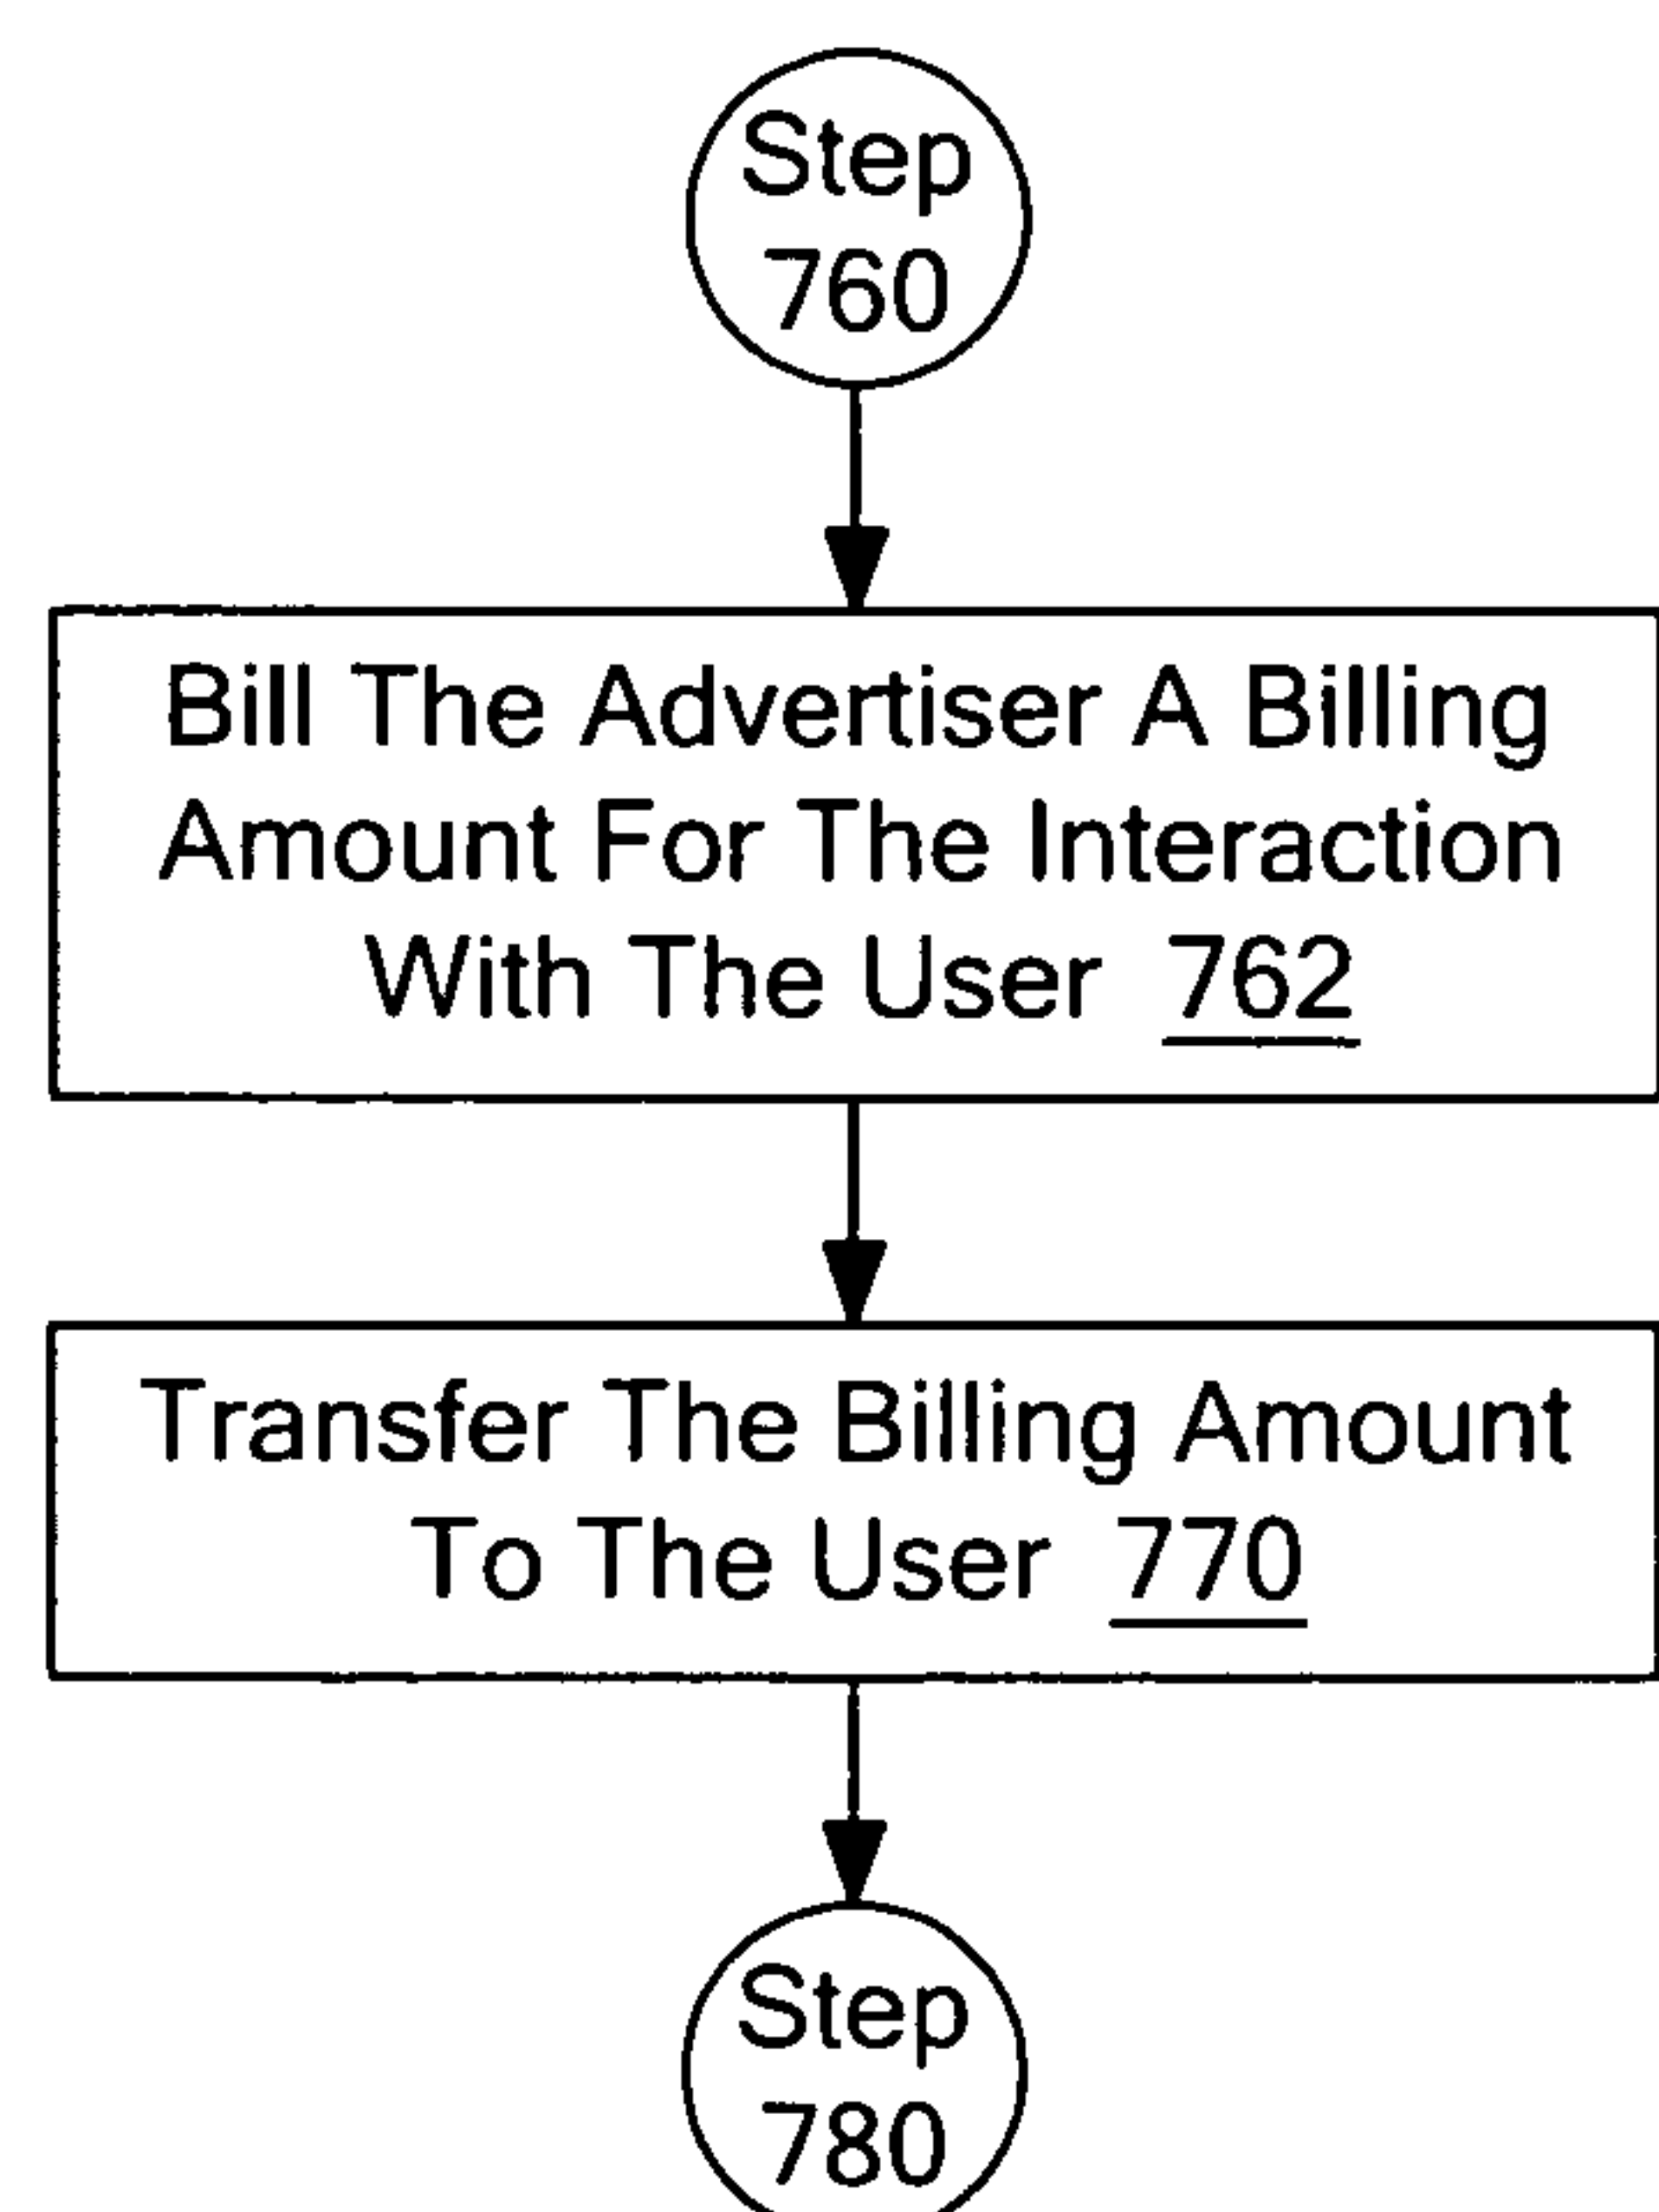 Step
760
Bill The Advertiser A Billing
Amount For The Interaction
With The User 762
Transfer The Billing Amount
To The User 770
Step
780